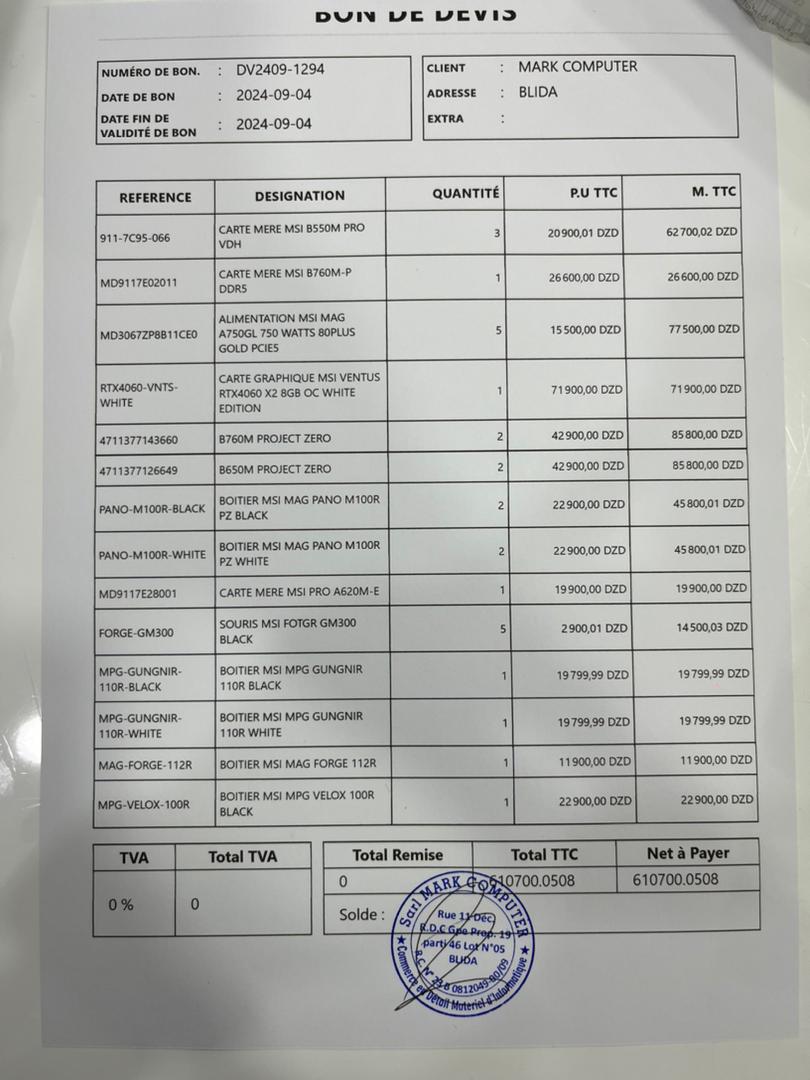 BON DE DEVIS
NUMÉRO DE BON. : DV2409-1294
DATE DE BON : 2024-09-04
DATE FIN DE
VALIDITÉ DE BON : 2024-09-04
CLIENT : MARK COMPUTER
ADRESSE : BLIDA
EXTRA :
REFERENCE DESIGNATION QUANTITÉ P.U TTC M. TTC
911-7C95-066 CARTE MERE MSI B550M PRO
VDH 3 20 900,01 DZD 62 700,02 DZD
MD9117E02011 CARTE MERE MSI B760M-P
DDR5 1 26 600,00 DZD 26 600,00 DZD
MD3067ZP8B11CE0 ALIMENTATION MSI MAG
A750GL 750 WATTS 80PLUS
GOLD PCIE5 5 15 500,00 DZD 77 500,00 DZD
RTX4060-VNTS-
WHITE CARTE GRAPHIQUE MSI VENTUS
RTX4060 X2 8GB OC WHITE
EDITION 1 71 900,00 DZD 71 900,00 DZD
4711377143660 B760M PROJECT ZERO 2 42 900,00 DZD 85 800,00 DZD
4711377126649 B650M PROJECT ZERO 2 42 900,00 DZD 85 800,00 DZD
PANO-M100R-BLACK BOITIER MSI MAG PANO M100R
PZ BLACK 2 22 900,00 DZD 45 800,01 DZD
PANO-M100R-WHITE BOITIER MSI MAG PANO M100R
PZ WHITE 2 22 900,00 DZD 45 800,01 DZD
MD9117E28001 CARTE MERE MSI PRO A620M-E 1 19 900,00 DZD 19 900,00 DZD
FORGE-GM300 SOURIS MSI FOTGR GM300
BLACK 5 2 900,01 DZD 14 500,03 DZD
MPG-GUNGNIR-
110R-BLACK BOITIER MSI MPG GUNGNIR
110R BLACK 1 19 799,99 DZD 19 799,99 DZD
MPG-GUNGNIR-
110R-WHITE BOITIER MSI MPG GUNGNIR
110R WHITE 1 19 799,99 DZD 19 799,99 DZD
MAG-FORGE-112R BOITIER MSI MAG FORGE 112R 1 11 900,00 DZD 11 900,00 DZD
MPG-VELOX-100R BOITIER MSI MPG VELOX 100R
BLACK 1 22 900,00 DZD 22 900,00 DZD
TVA Total TVA
0 % 0
Total Remise Total TTC Net à Payer
0 610700.0508 610700.0508
Solde :
Sarl MARK COMPUTER
Rue 11 Déc,
R.D.C Gpe Prop. 19
parti 46 Lot N°05
BLIDA
R.C. N° 23 B 0812049-00/09
Commerce en Détail Materiel d'Informatique